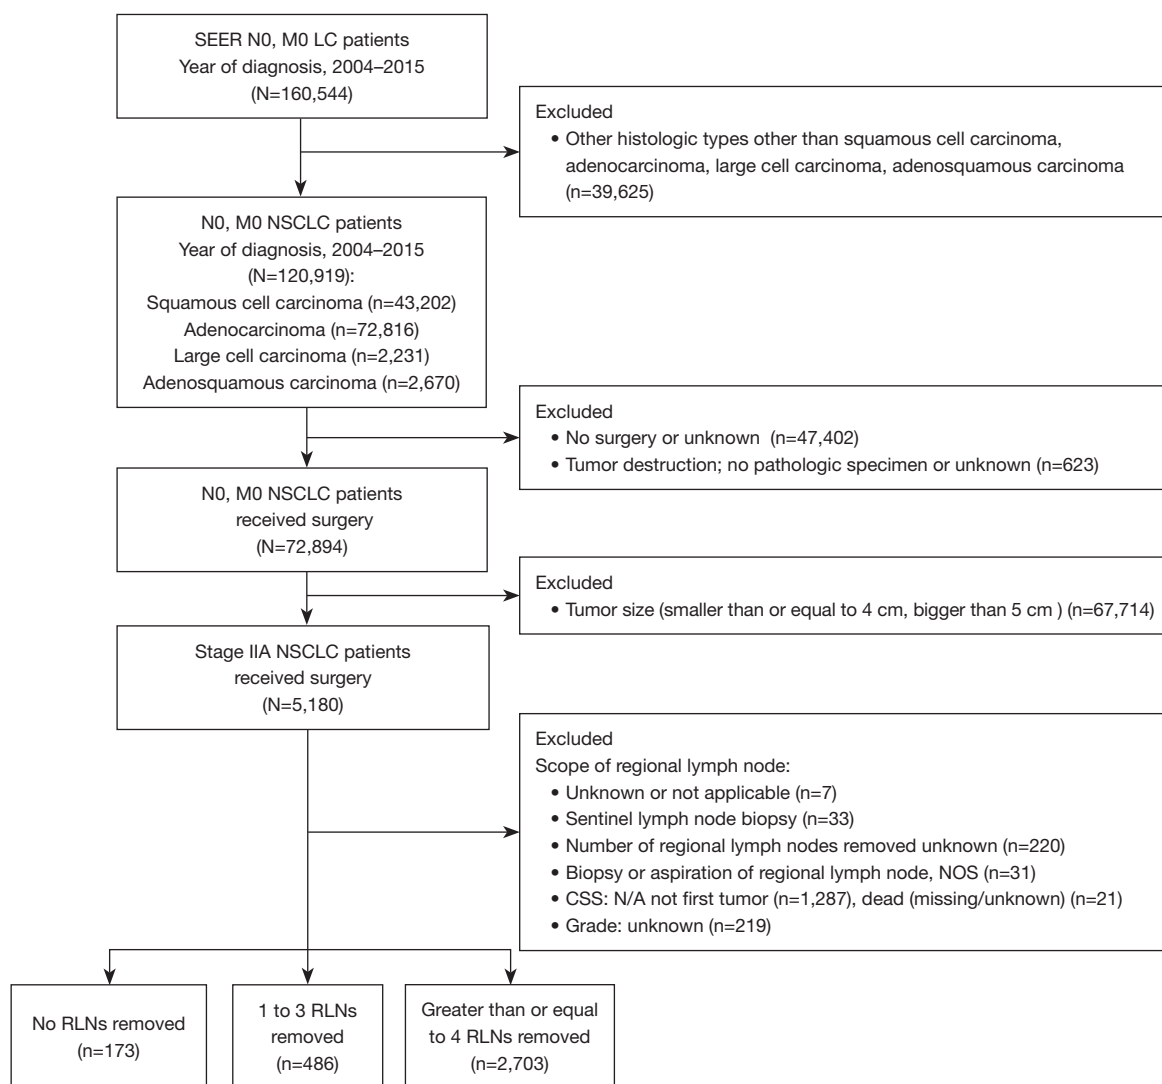 SEER N0, M0 LC patients
Year of diagnosis, 2004–2015
(N=160,544)
Excluded
• Other histologic types other than squamous cell carcinoma,
adenocarcinoma, large cell carcinoma, adenosquamous carcinoma
(n=39,625)
N0, M0 NSCLC patients
Year of diagnosis, 2004–2015
(N=120,919):
Squamous cell carcinoma (n=43,202)
Adenocarcinoma (n=72,816)
Large cell carcinoma (n=2,231)
Adenosquamous carcinoma (n=2,670)
Excluded
• No surgery or unknown (n=47,402)
• Tumor destruction; no pathologic specimen or unknown (n=623)
N0, M0 NSCLC patients
received surgery
(N=72,894)
Excluded
• Tumor size (smaller than or equal to 4 cm, bigger than 5 cm ) (n=67,714)
Stage IIA NSCLC patients
received surgery
(N=5,180)
Excluded
Scope of regional lymph node:
• Unknown or not applicable (n=7)
• Sentinel lymph node biopsy (n=33)
• Number of regional lymph nodes removed unknown (n=220)
• Biopsy or aspiration of regional lymph node, NOS (n=31)
• CSS: N/A not first tumor (n=1,287), dead (missing/unknown) (n=21)
• Grade: unknown (n=219)
No RLNs removed
(n=173)
1 to 3 RLNs
removed
(n=486)
Greater than or equal
to 4 RLNs removed
(n=2,703)